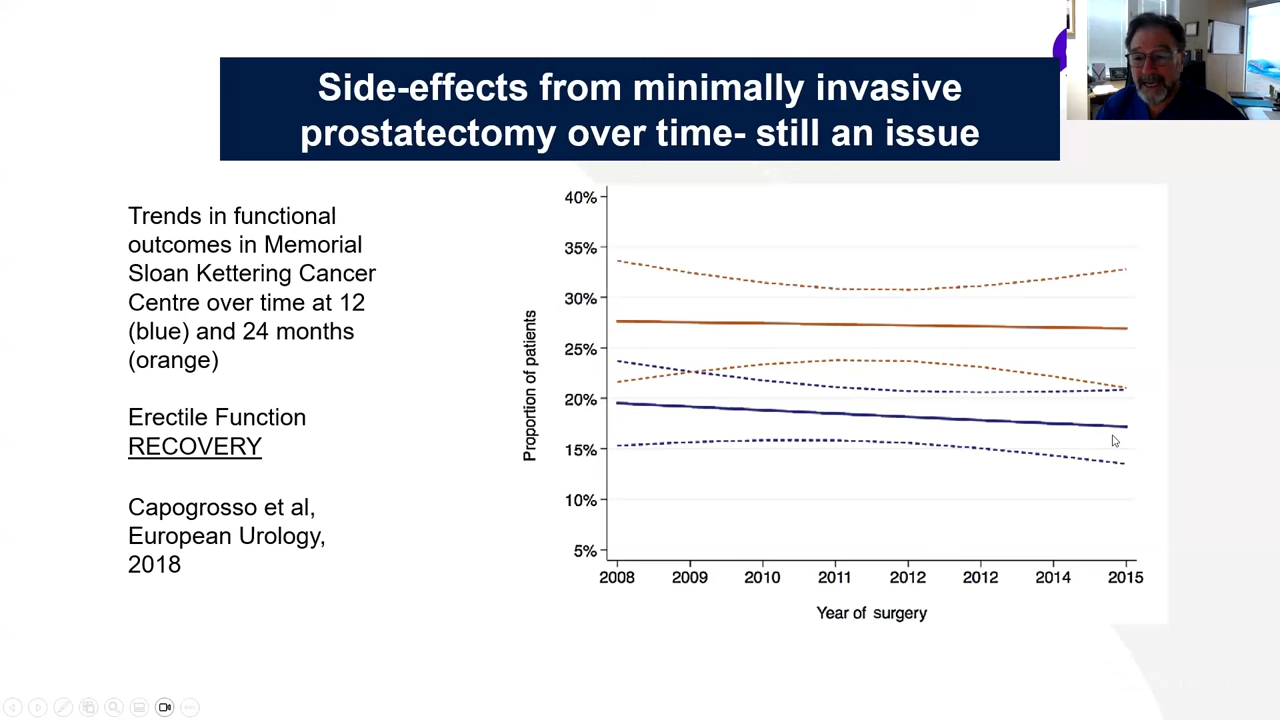 Side-effects from minimally invasive
prostatectomy over time- still an issue
Trends in functional
outcomes in Memorial
Sloan Kettering Cancer
Centre over time at 12
(blue) and 24 months
(orange)
Erectile Function
RECOVERY
Capogrosso et al,
European Urology,
2018
Proportion of patients
40%
35%
30%
25%
20%
15%
10%
5%
2008 2009 2010 2011 2012 2012 2014 2015
Year of surgery